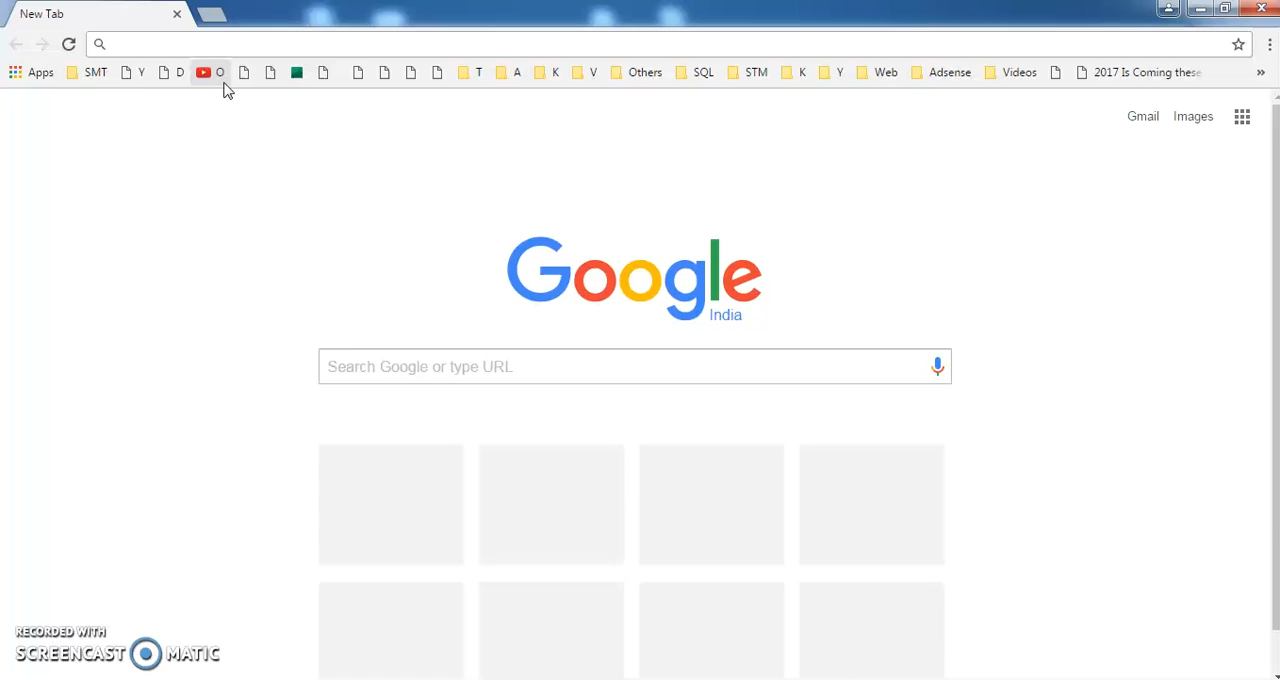 New Tab
Apps SMT Y D O T A K V Others SQL STM K Y Web Adsense Videos 2017 Is Coming these
Gmail Images
Google
India
Search Google or type URL
RECORDED WITH
SCREENCAST MATIC